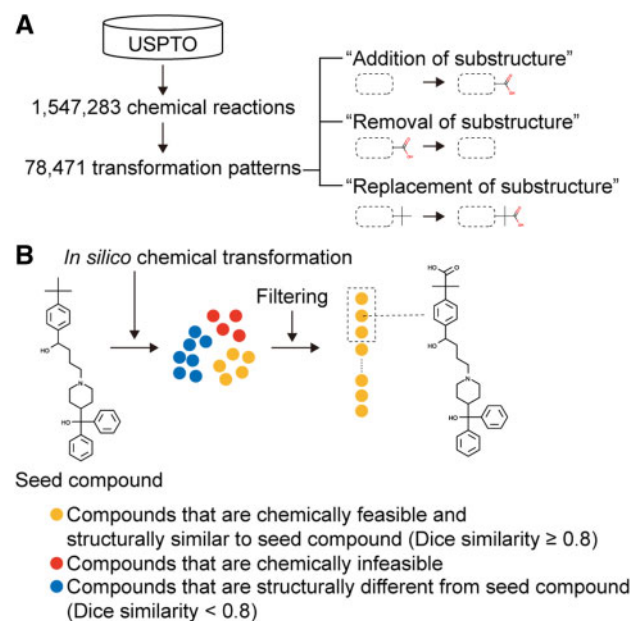 A
USPTO
1,547,283 chemical reactions
78,471 transformation patterns
“Addition of substructure”
O
OH
“Removal of substructure”
O
OH
“Replacement of substructure”
O
OH
B
In silico chemical transformation
Filtering
HO
N
HO
HO
O
HO
N
HO
Seed compound
Compounds that are chemically feasible and
structurally similar to seed compound (Dice similarity ≥ 0.8)
Compounds that are chemically infeasible
Compounds that are structurally different from seed compound
(Dice similarity < 0.8)